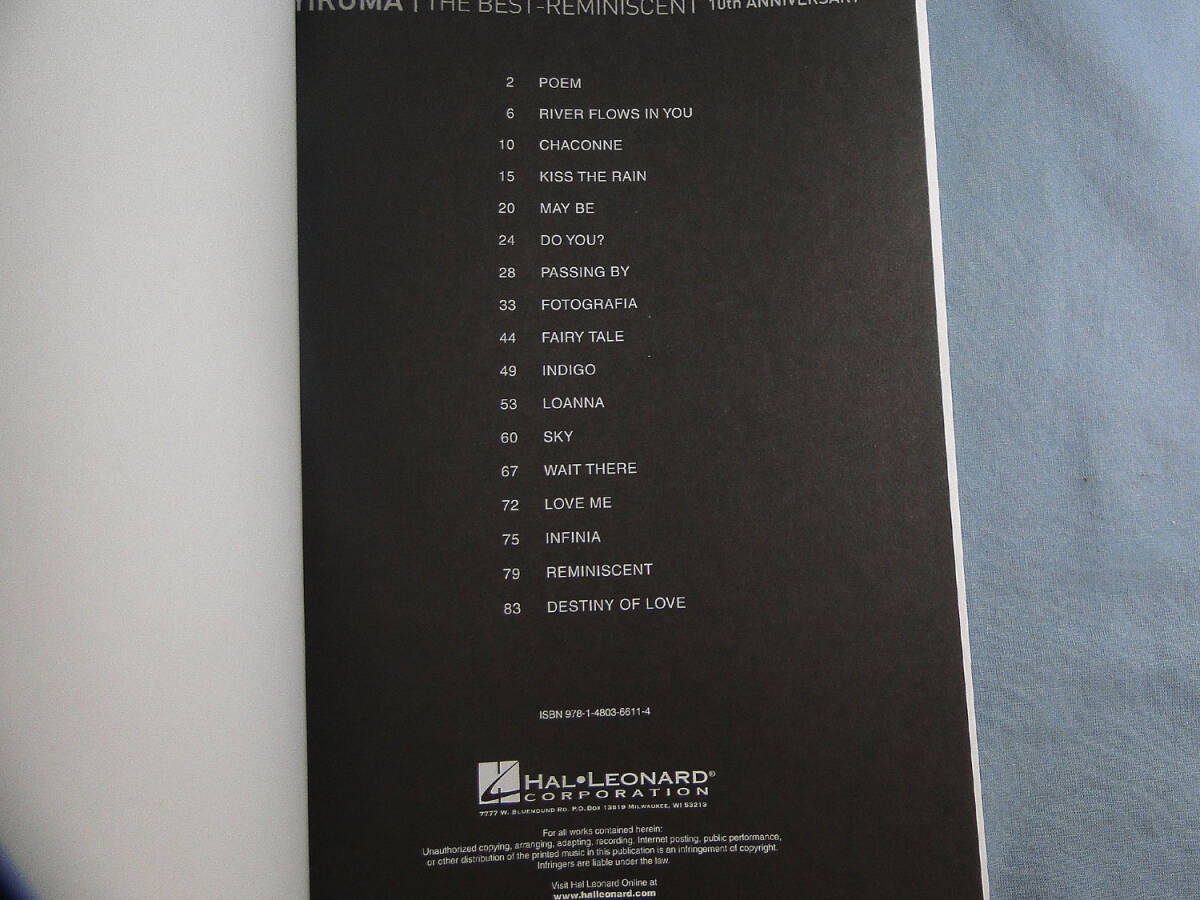 YIRUMA | THE BEST-REMINISCENT 10th ANNIVERSARY
2 POEM
6 RIVER FLOWS IN YOU
10 CHACONNE
15 KISS THE RAIN
20 MAY BE
24 DO YOU?
28 PASSING BY
33 FOTOGRAFIA
44 FAIRY TALE
49 INDIGO
53 LOANNA
60 SKY
67 WAIT THERE
72 LOVE ME
75 INFINIA
79 REMINISCENT
83 DESTINY OF LOVE
ISBN 978-1-4803-6611-4
HAL•LEONARD®
CORPORATION
7777 W. BLUEMOUND RD. P.O. BOX 13819 MILWAUKEE, WI 53213
For all works contained herein:
Unauthorized copying, arranging, adapting, recording, Internet posting, public performance,
or other distribution of the printed music in this publication is an infringement of copyright.
Infringers are liable under the law.
Visit Hal Leonard Online at
www.halleonard.com